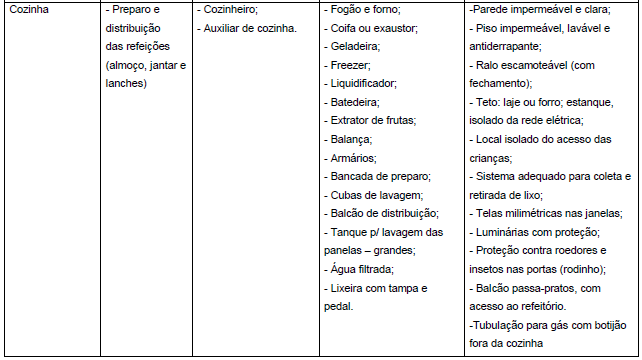 Cozinha
- Preparo e
distribuição
das refeições
(almoço, jantar e
lanches)
- Cozinheiro;
- Auxiliar de cozinha.
- Fogão e forno;
- Coifa ou exaustor;
- Geladeira;
- Freezer;
- Liquidificador;
- Batedeira;
- Extrator de frutas;
- Balança;
- Armários;
- Bancada de preparo;
- Cubas de lavagem;
- Balcão de distribuição;
- Tanque p/ lavagem das
panelas – grandes;
- Água filtrada;
- Lixeira com tampa e
pedal.
-Parede impermeável e clara;
- Piso impermeável, lavável e
antiderrapante;
- Ralo escamoteável (com
fechamento);
- Teto: laje ou forro; estanque,
isolado da rede elétrica;
- Local isolado do acesso das
crianças;
- Sistema adequado para coleta e
retirada de lixo;
- Telas milimétricas nas janelas;
- Luminárias com proteção;
- Proteção contra roedores e
insetos nas portas (rodinho);
- Balcão passa-pratos, com
acesso ao refeitório.
-Tubulação para gás com botijão
fora da cozinha